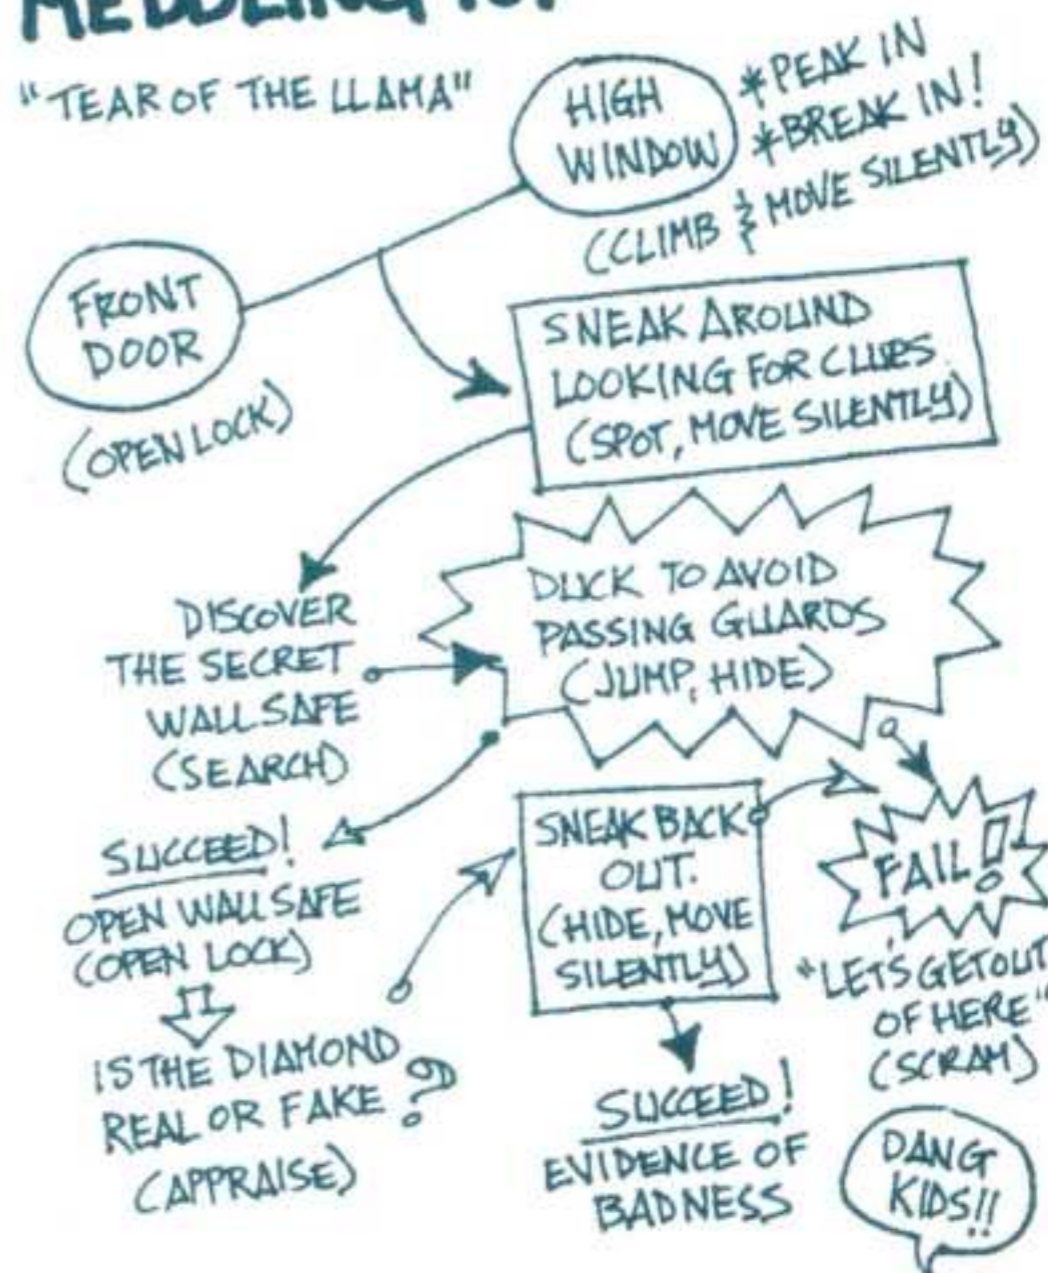 MEDDLING 101
"TEAR OF THE LLAMA"
HIGH
WINDOW
*PEAK IN
*BREAK IN!
(CLIMB & MOVE SILENTLY)
FRONT
DOOR
(OPEN LOCK)
SNEAK AROUND
LOOKING FOR CLUES.
(SPOT, MOVE SILENTLY)
DISCOVER
THE SECRET
WALL SAFE
(SEARCH)
DUCK TO AVOID
PASSING GUARDS
(JUMP, HIDE)
SUCCEED!
OPEN WALL SAFE
(OPEN LOCK)
IS THE DIAMOND
REAL OR FAKE?
(APPRAISE)
SNEAK BACK
OUT.
(HIDE, MOVE
SILENTLY)
FAIL!
"LET'S GET OUT
OF HERE"
(SCRAM)
SUCCEED!
EVIDENCE OF
BADNESS
DANG
KIDS!!